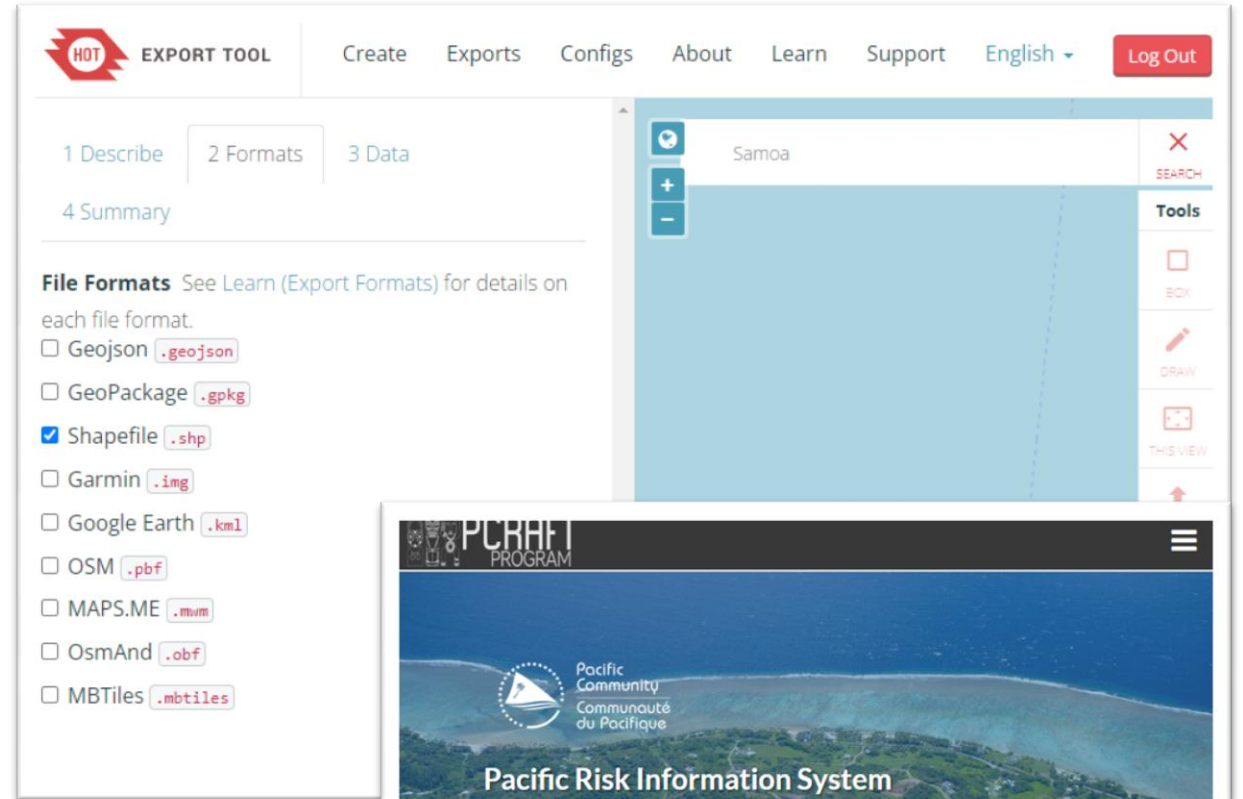 HOT EXPORT TOOL Create Exports Configs About Learn Support English Log Out
1 Describe 2 Formats 3 Data
4 Summary
File Formats See Learn (Export Formats) for details on
each file format.
Geojson .geojson
GeoPackage .gpkg
Shapefile .shp
Garmin .img
Google Earth .kml
OSM .pbf
MAPS.ME .mwm
OsmAnd .obf
MBTiles .mbtiles
Samoa
SEARCH
Tools
BOX
DRAW
THIS VIEW
PCRAFI
PROGRAM
Pacific
Community
Communauté
du Pacifique
Pacific Risk Information System